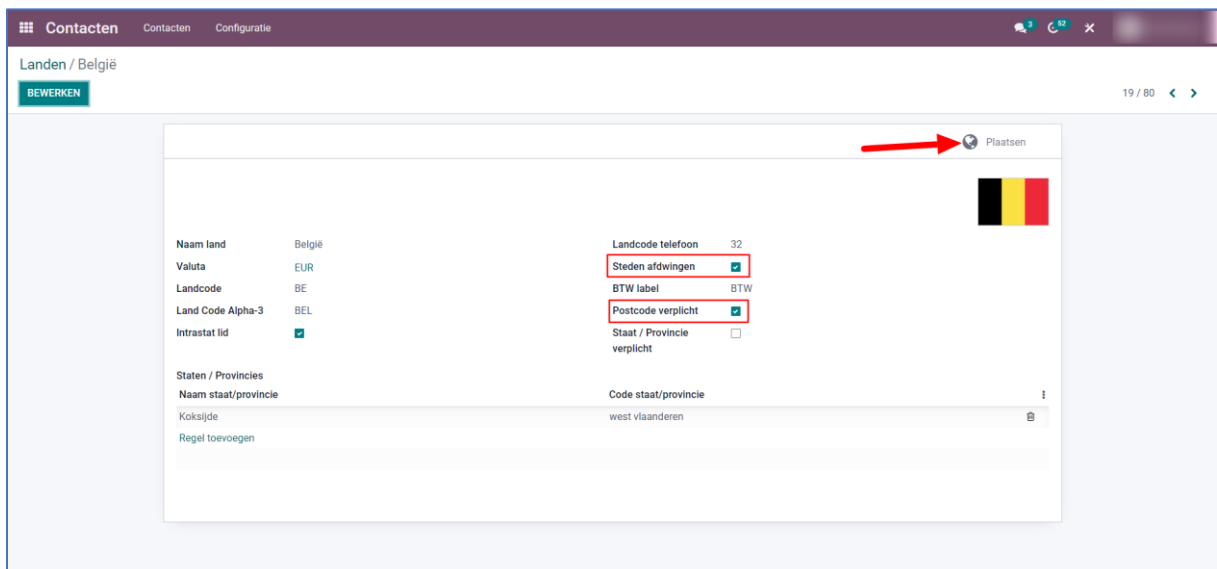 Contacten Contacten Configuratie 3 52
Landen / België
BEWERKEN 19 / 80
Plaatsen
Naam land België Landcode telefoon 32
Valuta EUR Steden afdwingen
Landcode BE BTW label BTW
Land Code Alpha-3 BEL Postcode verplicht
Intrastat lid Staat / Provincie
verplicht
Staten / Provincies
Naam staat/provincie Code staat/provincie
Koksijde west vlaanderen
Regel toevoegen